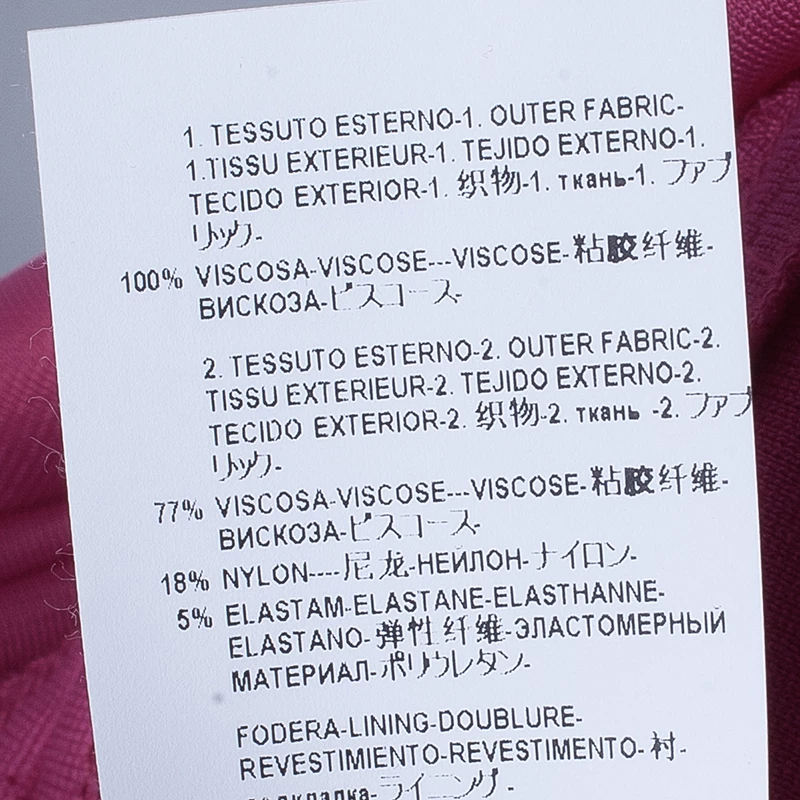 1. TESSUTO ESTERNO-1. OUTER FABRIC-
1.TISSU EXTERIEUR-1. TEJIDO EXTERNO-1.
TECIDO EXTERIOR-1. 织物-1. ткань-1. ファブ
リック-
100% VISCOSA-VISCOSE---VISCOSE-粘胶纤维-
ВИСКОЗА-ビスコース-
2. TESSUTO ESTERNO-2. OUTER FABRIC-2.
TISSU EXTERIEUR-2. TEJIDO EXTERNO-2.
TECIDO EXTERIOR-2. 织物-2. ткань -2. ファブ
リック-
77% VISCOSA-VISCOSE---VISCOSE-粘胶纤维-
ВИСКОЗА-ビスコース-
18% NYLON----尼龙-НЕЙЛОН-ナイロン-
5% ELASTAM-ELASTANE-ELASTHANNE-
ELASTANO-弹性纤维-ЭЛАСТОМЕРНЫЙ
МАТЕРИАЛ-ポリウレタン-
FODERA-LINING-DOUBLURE-
REVESTIMIENTO-REVESTIMENTO-衬-
подкладка-ライニング-